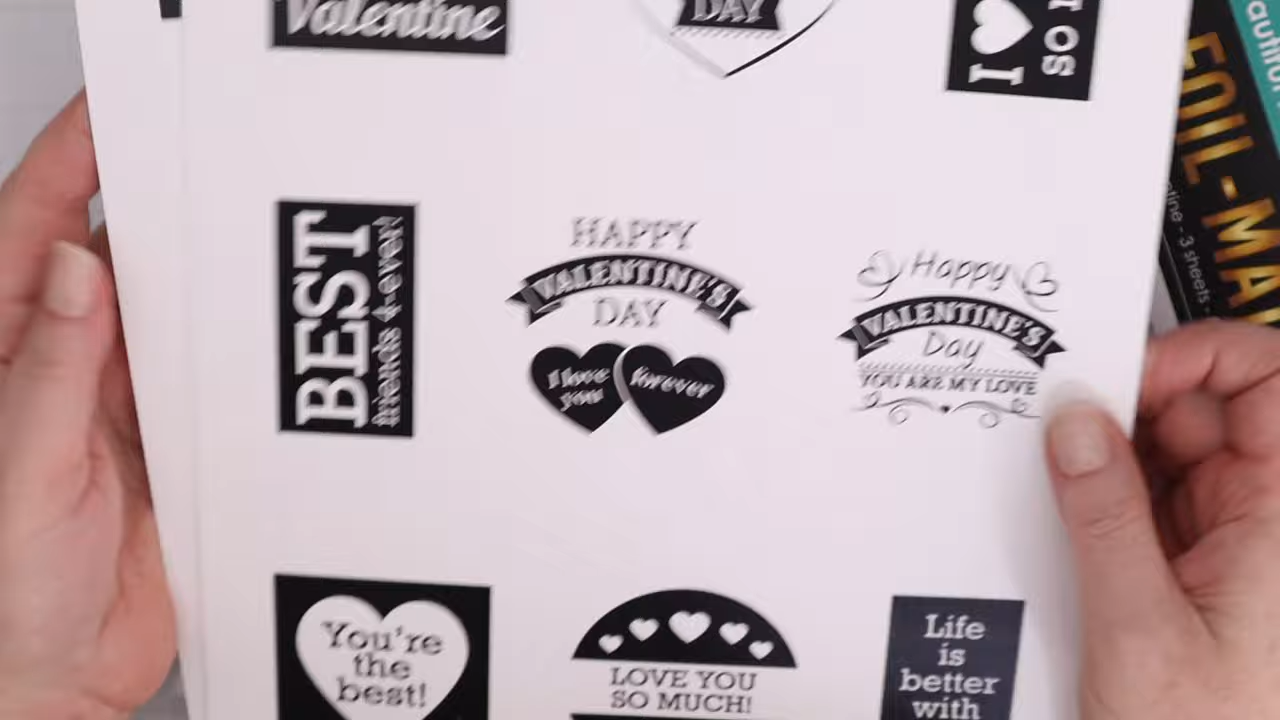 Valentine
DAY
I
SO
HAPPY
VALENTINE'S
DAY
I love
you
forever
Happy
VALENTINE'S
Day
YOU ARE MY LOVE
BEST
friends 4-ever!
You're
the
best!
LOVE YOU
SO MUCH!
Life
is
better
with
FOIL-MA
3 sheets